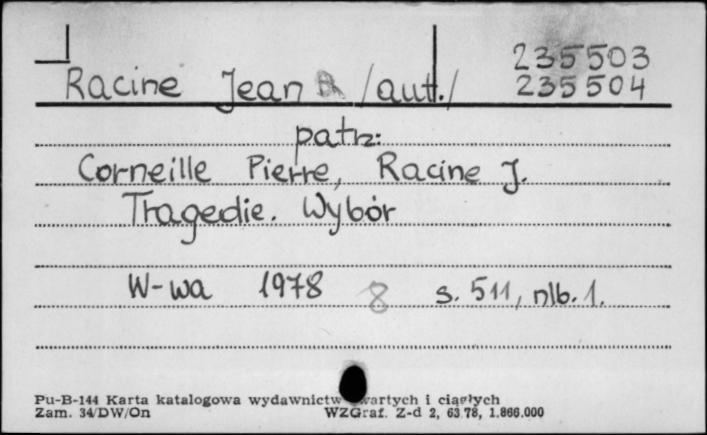 235503
Racine Jean /aut./ 235504
patrz:
Corneille Pierre, Racine J.
Tragedie. Wybór
W-wa 1978 8 s. 511, nlb. 1.
Pu-B-144 Karta katalogowa wydawnictw zwartych i ciągłych
Zam. 34/DW/On WZGraf. Z-d 2, 63 78, 1.866.000